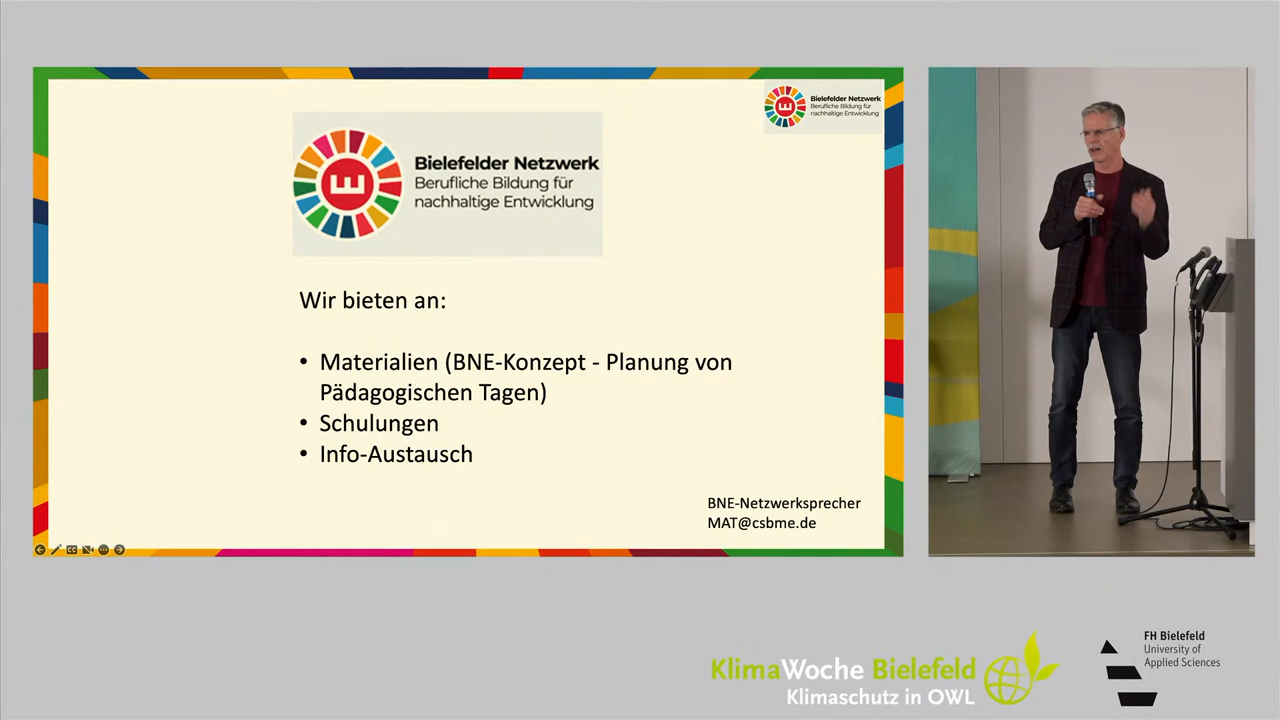 Bielefelder Netzwerk
Berufliche Bildung für
nachhaltige Entwicklung
E
Bielefelder Netzwerk
Berufliche Bildung für
nachhaltige Entwicklung
E
Wir bieten an:
• Materialien (BNE-Konzept - Planung von
Pädagogischen Tagen)
• Schulungen
• Info-Austausch
BNE-Netzwerksprecher
MAT@csbme.de
KlimaWoche Bielefeld
Klimaschutz in OWL
FH Bielefeld
University of
Applied Sciences